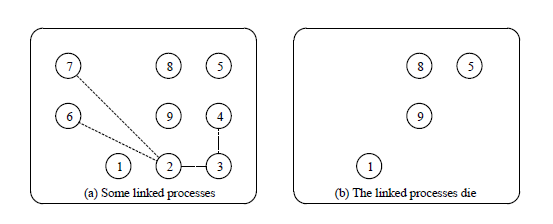 7 8 5
6 9 4
1 2 3
(a) Some linked processes
8 5
9
1
(b) The linked processes die